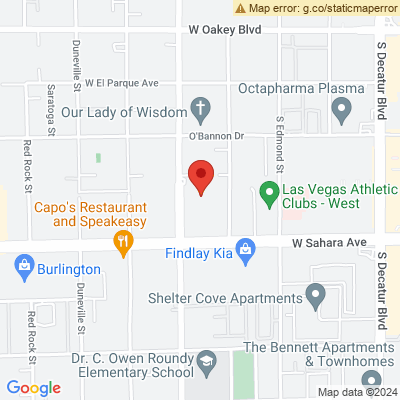 Map error: g.co/staticmaperror
W Oakey Blvd
Duneville St
Saratoga St
W El Parque Ave
Octapharma Plasma
S Decatur Blvd
Our Lady of Wisdom
O'Bannon Dr
S Edmond St
Red Rock St
Las Vegas Athletic
Clubs - West
Capo's Restaurant
and Speakeasy
W Sahara Ave
Findlay Kia
Burlington
S Decatur Blvd
Duneville St
Shelter Cove Apartments
Red Rock St
Dr. C. Owen Roundy
Elementary School
The Bennett Apartments
& Townhomes
Google
Map data ©2024